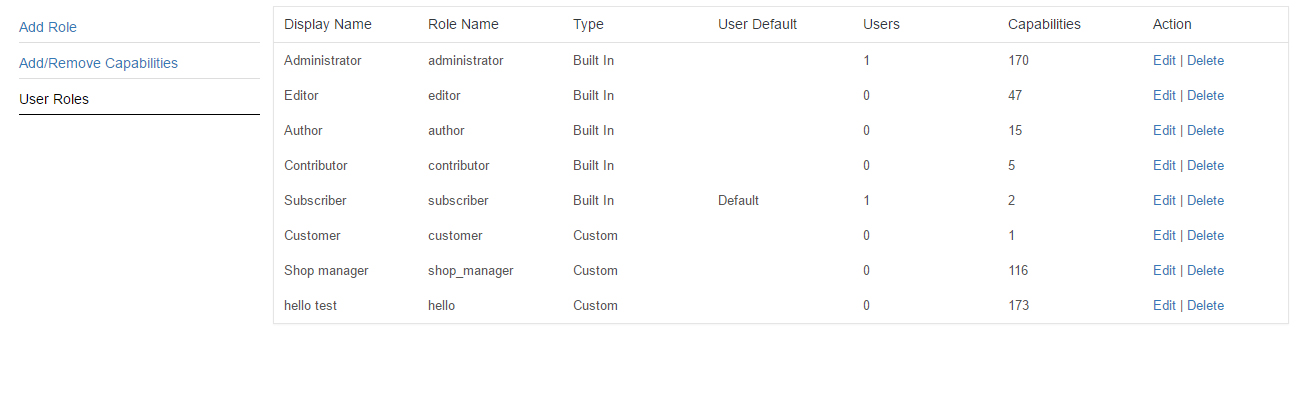 Add Role
Add/Remove Capabilities
User Roles
Display Name Role Name Type User Default Users Capabilities Action
Administrator administrator Built In 1 170 Edit | Delete
Editor editor Built In 0 47 Edit | Delete
Author author Built In 0 15 Edit | Delete
Contributor contributor Built In 0 5 Edit | Delete
Subscriber subscriber Built In Default 1 2 Edit | Delete
Customer customer Custom 0 1 Edit | Delete
Shop manager shop_manager Custom 0 116 Edit | Delete
hello test hello Custom 0 173 Edit | Delete